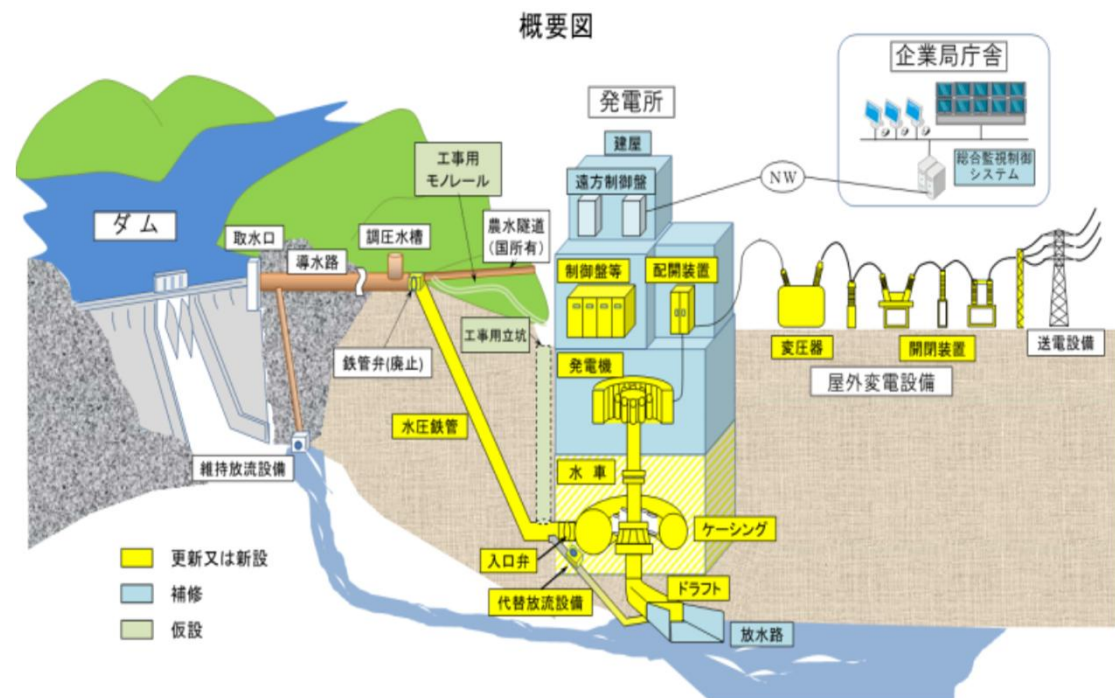 概要図
企業局庁舎
総合監視制御
システム
発電所
建屋
遠方制御盤
NW
工事用
モノレール
ダム
取水口
導水路
調圧水槽
農水隧道
(国所有)
制御盤等
配開装置
鉄管弁(廃止)
工事用立坑
発電機
変圧器
開閉装置
送電設備
屋外変電設備
水圧鉄管
維持放流設備
水車
ケーシング
入口弁
代替放流設備
ドラフト
放水路
更新又は新設
補修
仮設